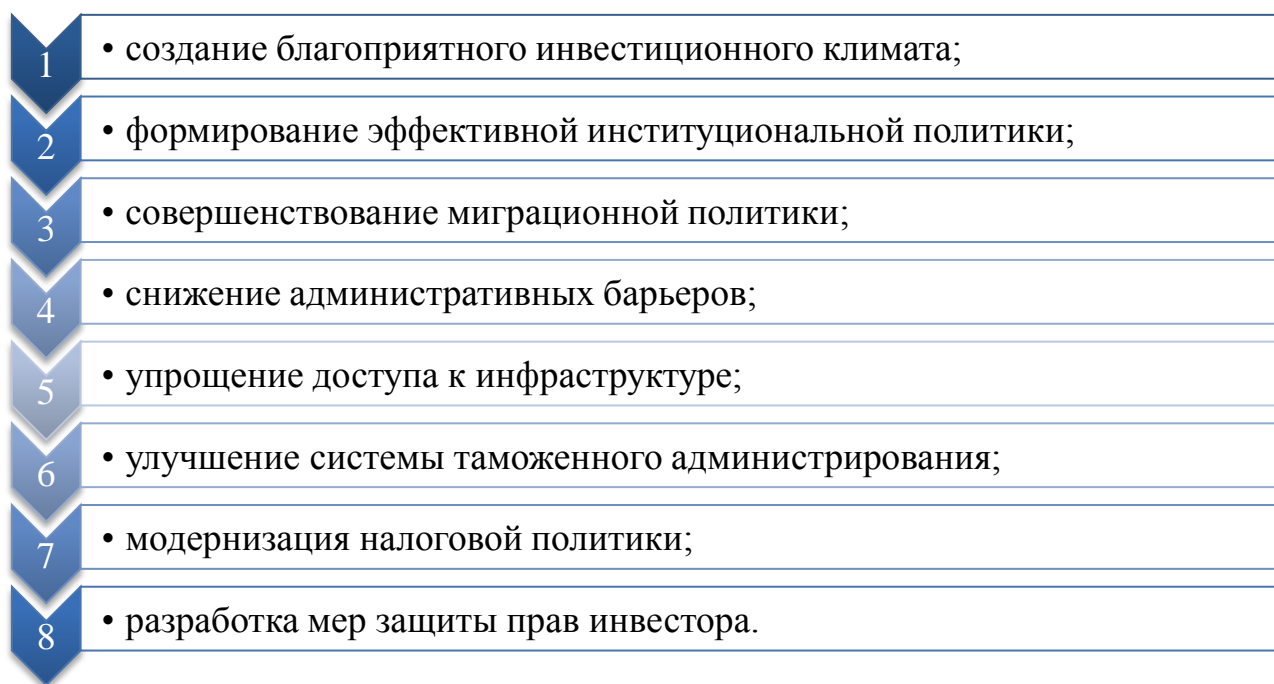 1 • создание благоприятного инвестиционного климата;
2 • формирование эффективной институциональной политики;
3 • совершенствование миграционной политики;
4 • снижение административных барьеров;
5 • упрощение доступа к инфраструктуре;
6 • улучшение системы таможенного администрирования;
7 • модернизация налоговой политики;
8 • разработка мер защиты прав инвестора.